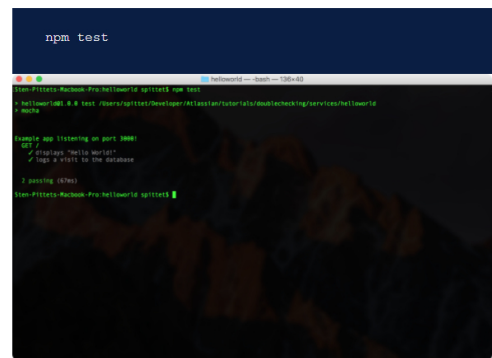 npm test
helloworld — -bash — 136×40
Sten-Pittets-Macbook-Pro:helloworld spittet$ npm test
> helloworld@1.0.0 test /Users/spittet/Developer/Atlassian/tutorials/doublechecking/services/helloworld
> mocha
Example app listening on port 3000!
GET /
✓ displays "Hello World!"
✓ logs a visit to the database
2 passing (67ms)
Sten-Pittets-Macbook-Pro:helloworld spittet$